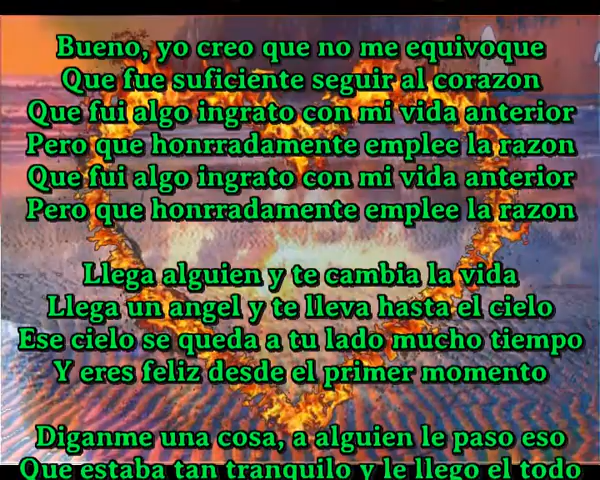 Bueno, yo creo que no me equivoque
Que fue suficiente seguir al corazon
Que fui algo ingrato con mi vida anterior
Pero que honrradamente emplee la razon
Que fui algo ingrato con mi vida anterior
Pero que honrradamente emplee la razon
Llega alguien y te cambia la vida
Llega un angel y te lleva hasta el cielo
Ese cielo se queda a tu lado mucho tiempo
Y eres feliz desde el primer momento
Diganme una cosa, a alguien le paso eso
Que estaba tan tranquilo y le llego el todo